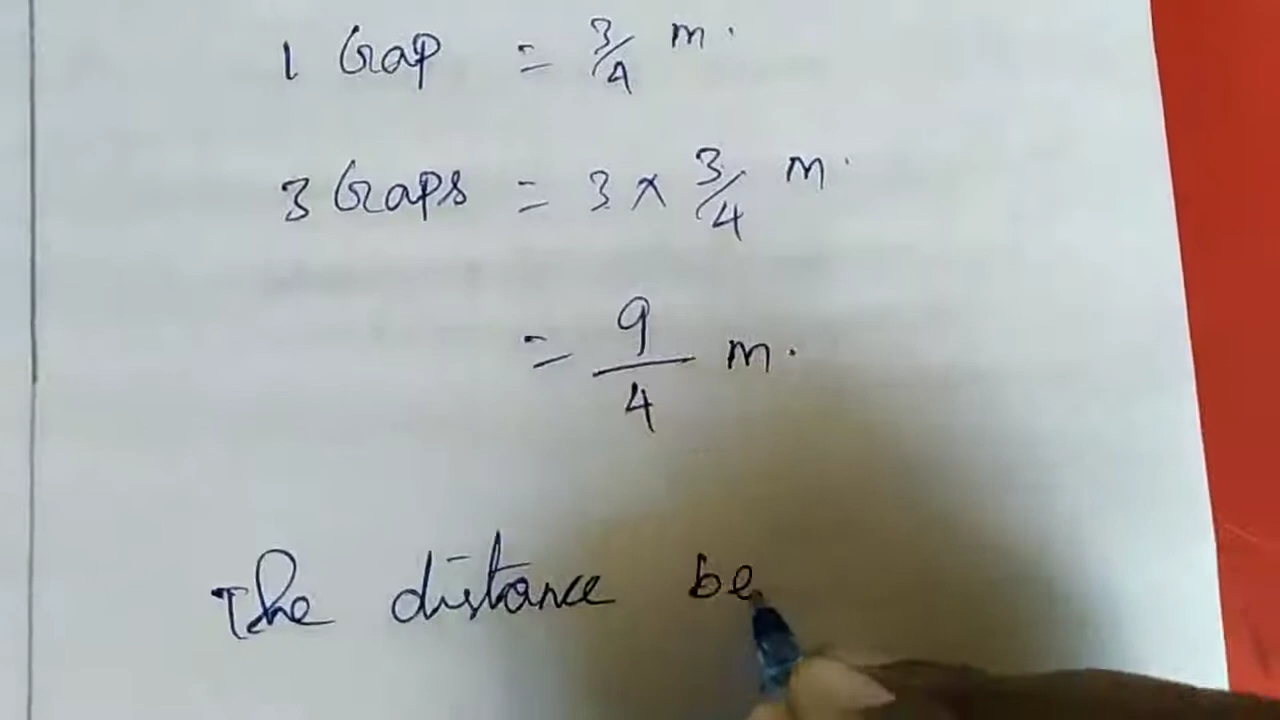 1 Gap = 3/4 m.
3 Gaps = 3 × 3/4 m.
= 9/4 m.
The distance be